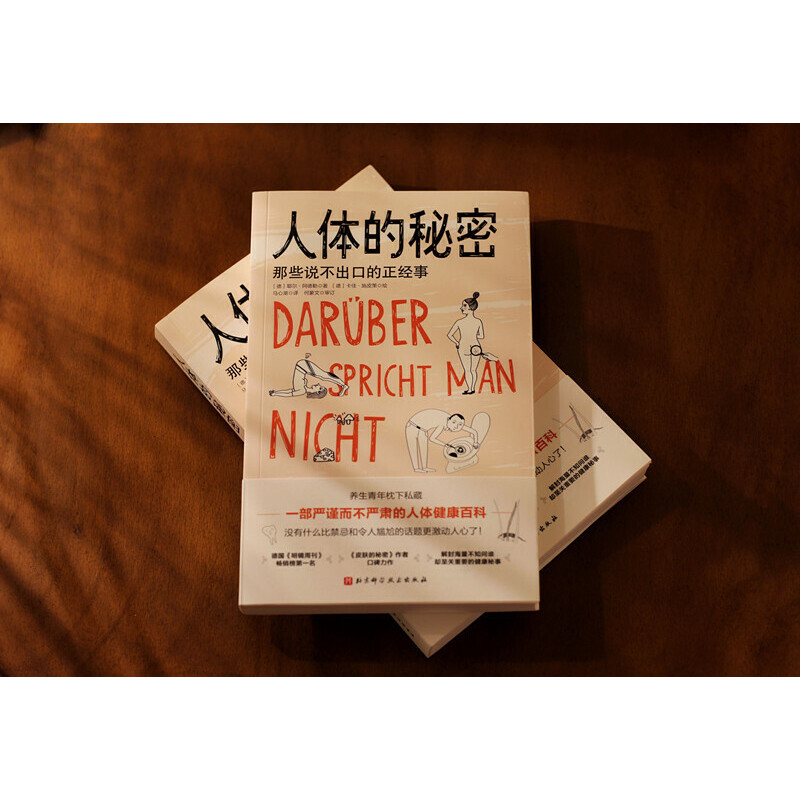 人体的秘密
那些说不出口的正经事
[德]耶尔·阿德勒◎著 [德]卡佳·施皮策◎绘
马心湖◎译 何蓁文◎审订
DARÜBER
SPRICHT MAN
NICHT
养生青年枕下私藏
一部严谨而不严肃的人体健康百科
没有什么比禁忌和令人尴尬的话题更激动人心了!
德国《明镜周刊》
畅销榜第一名
《皮肤的秘密》作者
口碑力作
解封海量不知问谁
却至关重要的健康秘事
北京科学技术出版社
人体
那些
百科
动人心了!
解封海量不知问谁
却至关重要的健康秘事
出版社